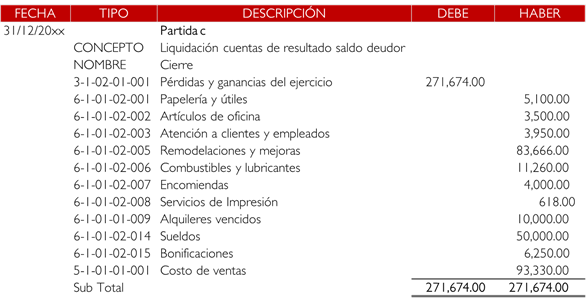 FECHA TIPO DESCRIPCIÓN DEBE HABER
31/12/20xx Partida c
CONCEPTO Liquidación cuentas de resultado saldo deudor
NOMBRE Cierre
3-1-02-01-001 Pérdidas y ganancias del ejercicio 271,674.00
6-1-01-02-001 Papelería y útiles 5,100.00
6-1-01-02-002 Artículos de oficina 3,500.00
6-1-01-02-003 Atención a clientes y empleados 3,950.00
6-1-01-02-005 Remodelaciones y mejoras 83,666.00
6-1-01-02-006 Combustibles y lubricantes 11,260.00
6-1-01-02-007 Encomiendas 4,000.00
6-1-01-02-008 Servicios de Impresión 618.00
6-1-01-01-009 Alquileres vencidos 10,000.00
6-1-01-02-014 Sueldos 50,000.00
6-1-01-02-015 Bonificaciones 6,250.00
5-1-01-01-001 Costo de ventas 93,330.00
Sub Total 271,674.00 271,674.00